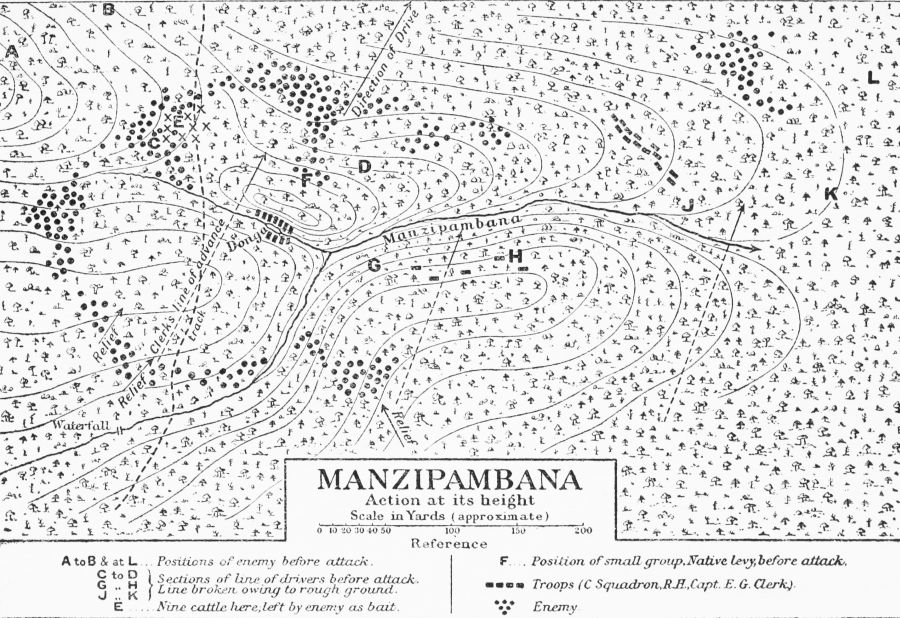 B
A
L
Direction of Drive
E
C
D
F
K
J
Donga
Manzipambana
G
H
Clerk's line of advance
track
Relief
Relief
Relief
Waterfall
MANZIPAMBANA
Action at its height
Scale in Yards (approximate)
0 10 20 30 40 50 100 200
Reference
A to B & at L .... Positions of enemy before attack.
C to D } Sections of line of drivers before attack.
G „ H } Line broken owing to rough ground.
J „ K }
E ..... Nine cattle here, left by enemy as bait.
F .... Position of small group, Native levy, before attack.
Troops (C Squadron, R.H., Capt. E. G. Clerk)
Enemy